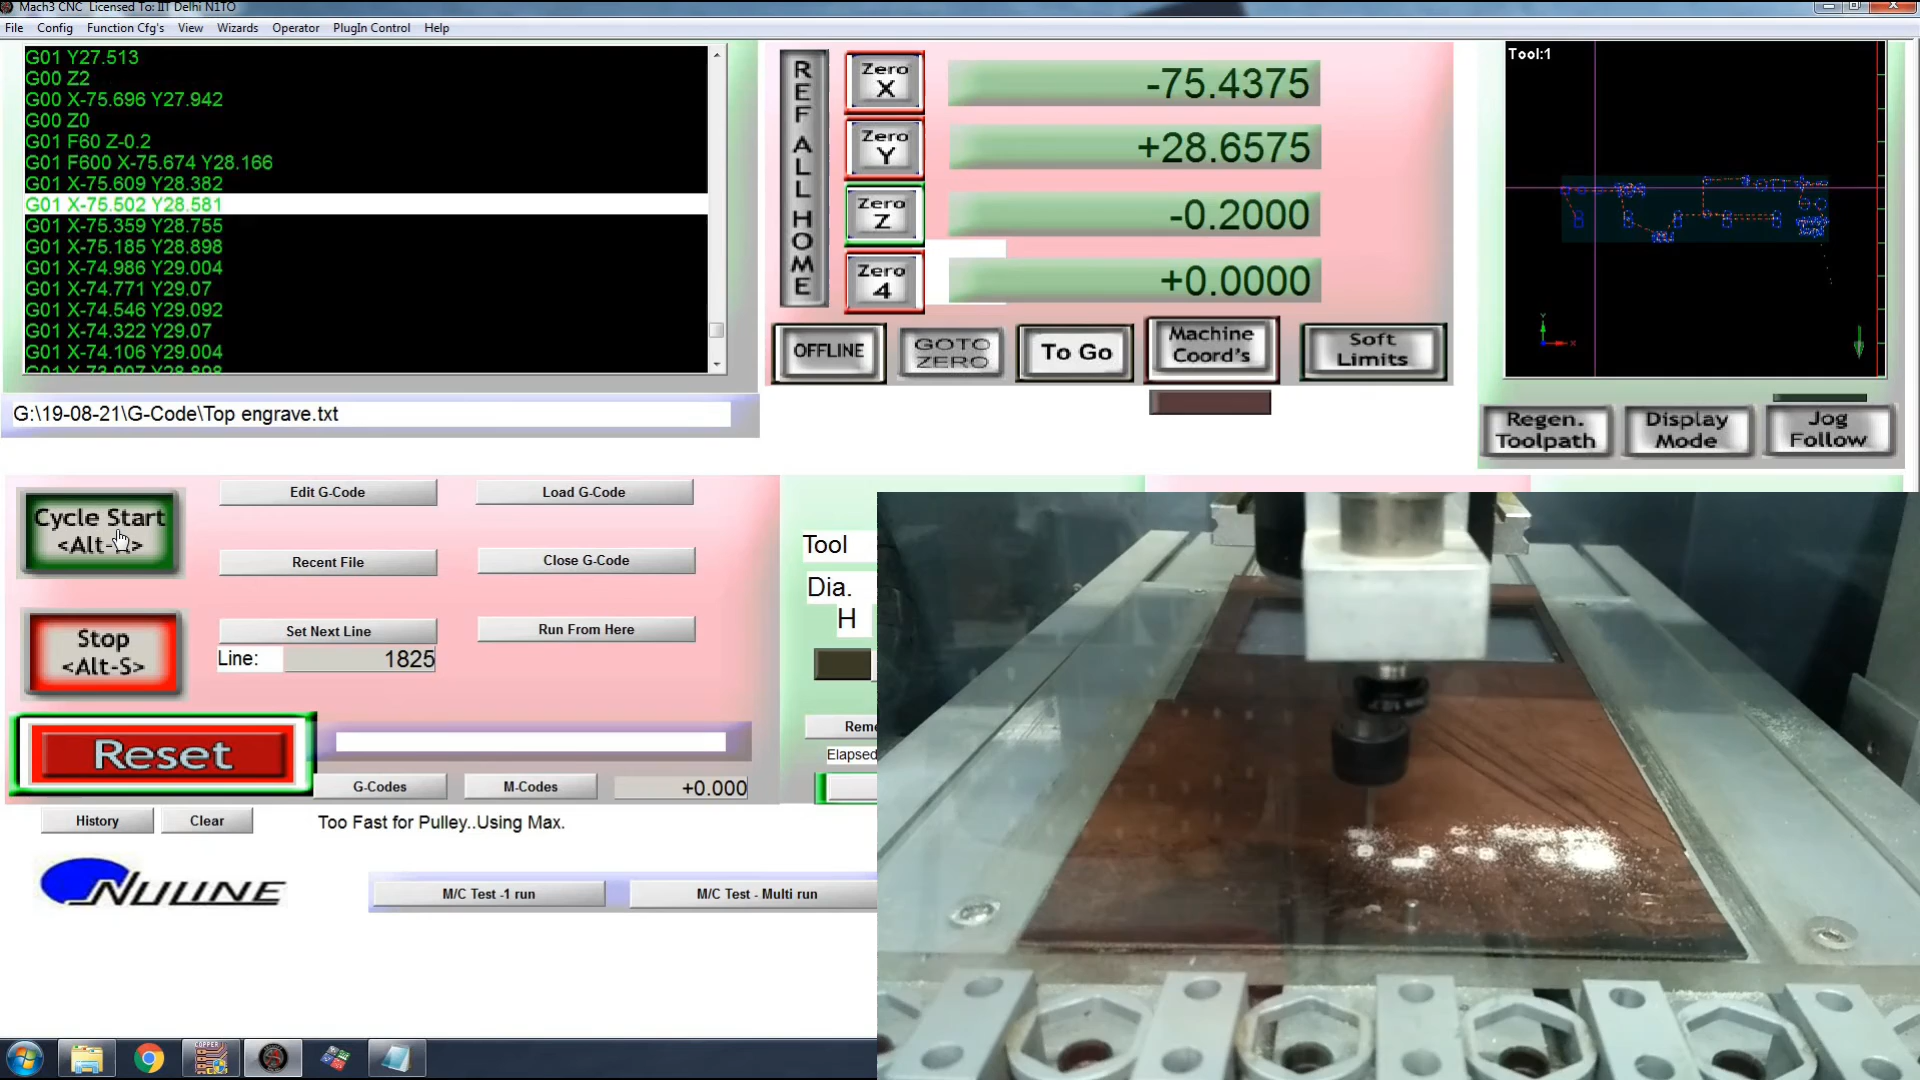 Mach3 CNC Licensed To: IIT Delhi N1TO
File Config Function Cfg's View Wizards Operator PlugIn Control Help
G01 Y27.513
G00 Z2
G00 X-75.696 Y27.942
G00 Z0
G01 F60 Z-0.2
G01 F600 X-75.674 Y28.166
G01 X-75.609 Y28.382
G01 X-75.502 Y28.581
G01 X-75.359 Y28.755
G01 X-75.185 Y28.898
G01 X-74.986 Y29.004
G01 X-74.771 Y29.07
G01 X-74.546 Y29.092
G01 X-74.322 Y29.07
G01 X-74.106 Y29.004
G01 X-73.907 Y28.898
G:\19-08-21\G-Code\Top engrave.txt
REF ALL HOME
Zero X
-75.4375
Zero Y
+28.6575
Zero Z
-0.2000
Zero 4
+0.0000
OFFLINE
GOTO ZERO
To Go
Machine Coord's
Soft Limits
Tool:1
Y
X
Regen. Toolpath
Display Mode
Jog Follow
Cycle Start
Edit G-Code
Load G-Code
Recent File
Close G-Code
Stop
<Alt-S>
Set Next Line
Run From Here
Line: 1825
Reset
G-Codes
M-Codes
+0.000
History
Clear
Too Fast for Pulley..Using Max.
NULINE
M/C Test -1 run
M/C Test - Multi run
Tool
Dia.
H
Elapsed
COPPER